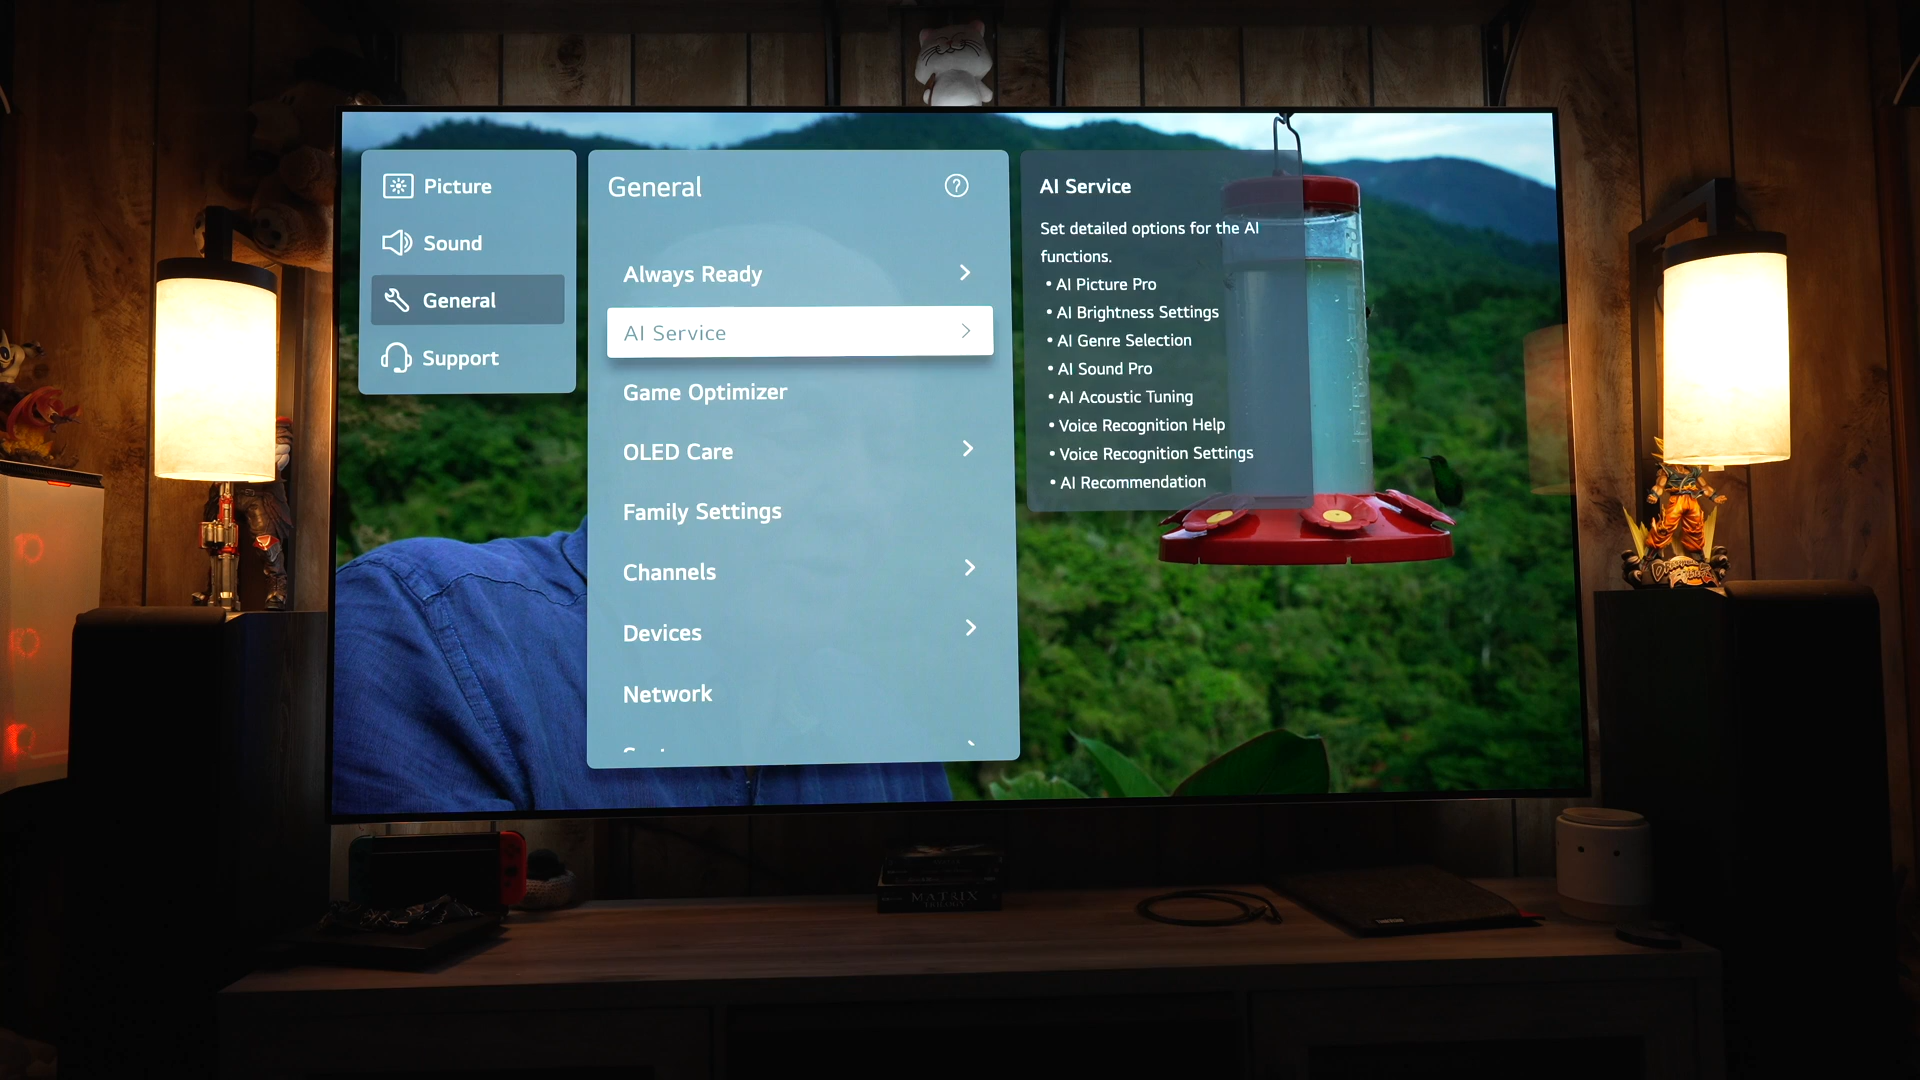 Picture
Sound
General
Support
General
Always Ready
AI Service
Game Optimizer
OLED Care
Family Settings
Channels
Devices
Network
AI Service
Set detailed options for the AI
functions.
• AI Picture Pro
• AI Brightness Settings
• AI Genre Selection
• AI Sound Pro
• AI Acoustic Tuning
• Voice Recognition Help
• Voice Recognition Settings
• AI Recommendation
MATRIX
TRILOGY